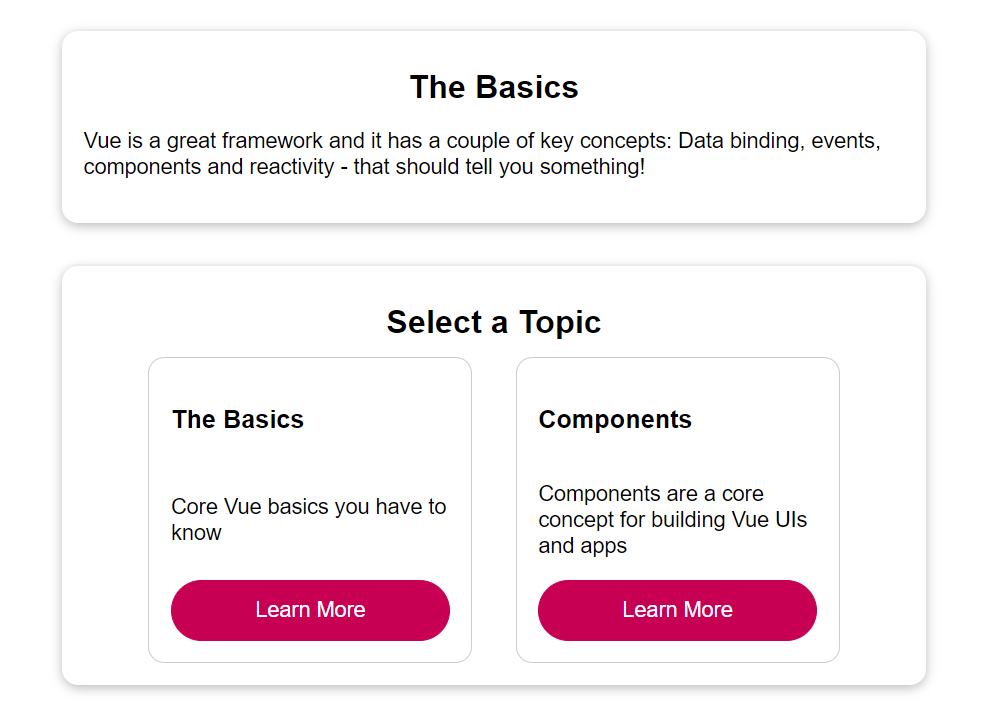 The Basics
Vue is a great framework and it has a couple of key concepts: Data binding, events,
components and reactivity - that should tell you something!
Select a Topic
The Basics
Core Vue basics you have to
know
Learn More
Components
Components are a core
concept for building Vue UIs
and apps
Learn More